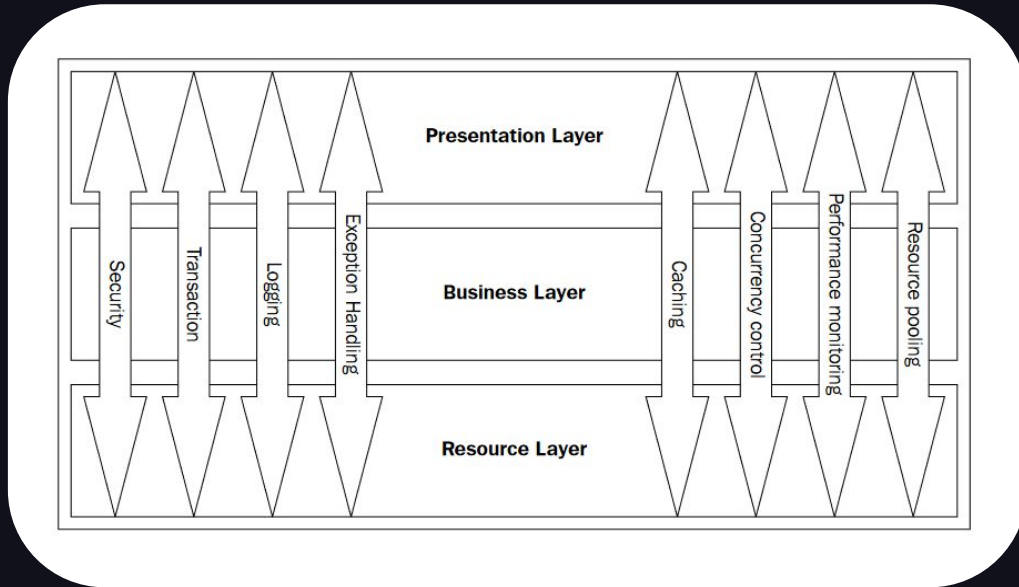 Presentation Layer
Business Layer
Resource Layer
Security
Transaction
Logging
Exception Handling
Caching
Concurrency control
Performance monitoring
Resource pooling